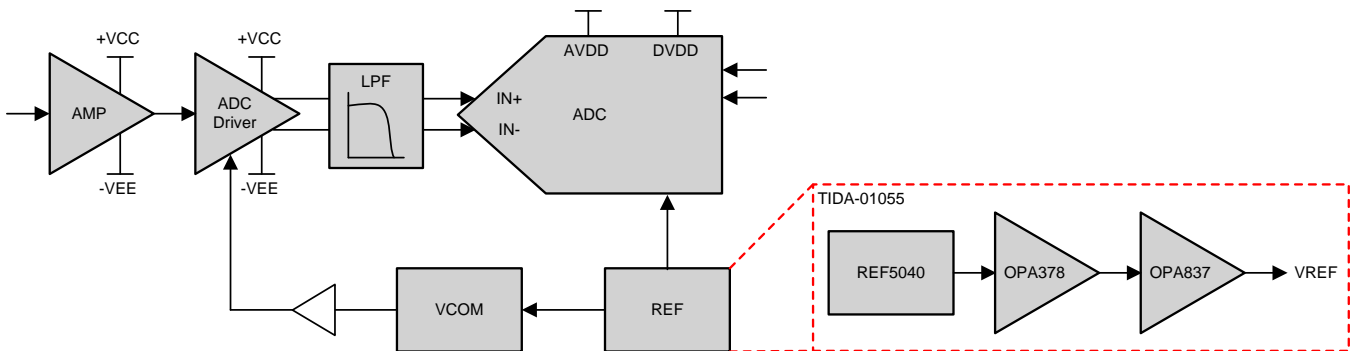 +VCC
+VCC
AVDD
DVDD
LPF
AMP
ADC
Driver
IN+
IN-
ADC
-VEE
-VEE
TIDA-01055
REF5040
OPA378
OPA837
VREF
VCOM
REF